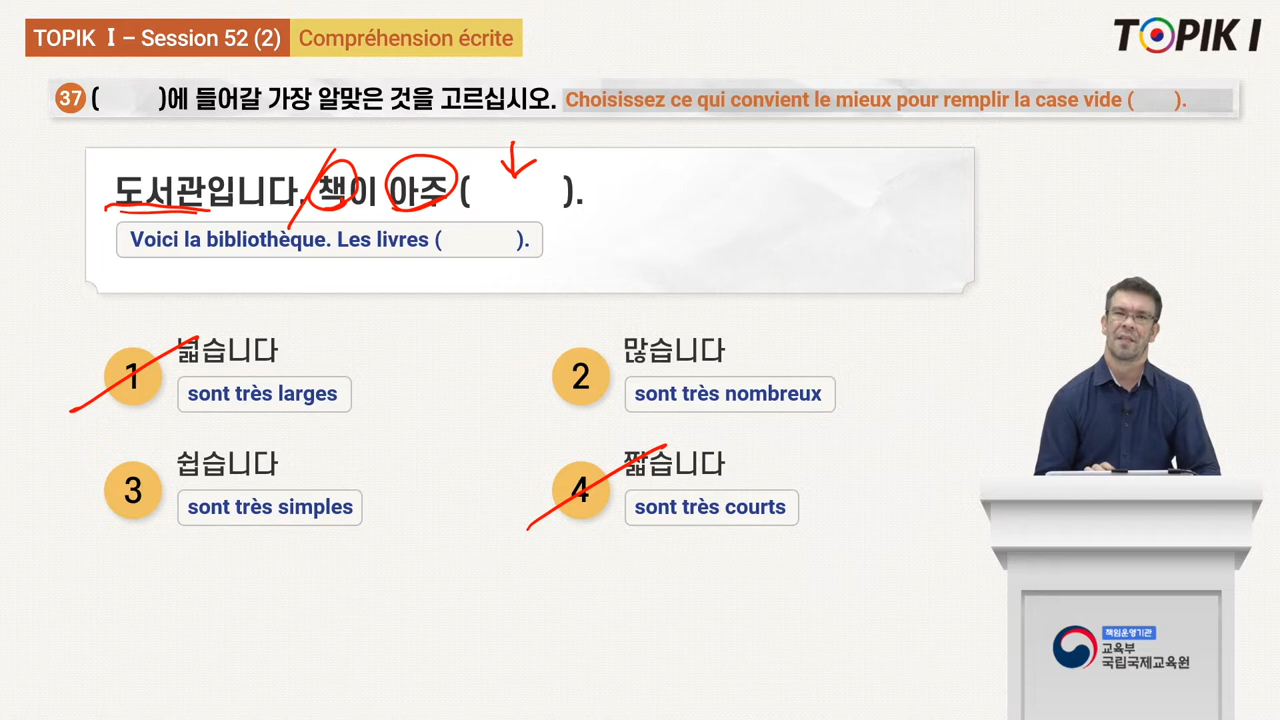 TOPIK I – Session 52 (2) Compréhension écrite
TOPIK I
37 ( )에 들어갈 가장 알맞은 것을 고르십시오. Choisissez ce qui convient le mieux pour remplir la case vide ( ).
도서관입니다. 책이 아주 ( ).
Voici la bibliothèque. Les livres ( ).
1 넓습니다
sont très larges
2 많습니다
sont très nombreux
3 쉽습니다
sont très simples
4 짧습니다
sont très courts
책임운영기관
교육부
국립국제교육원